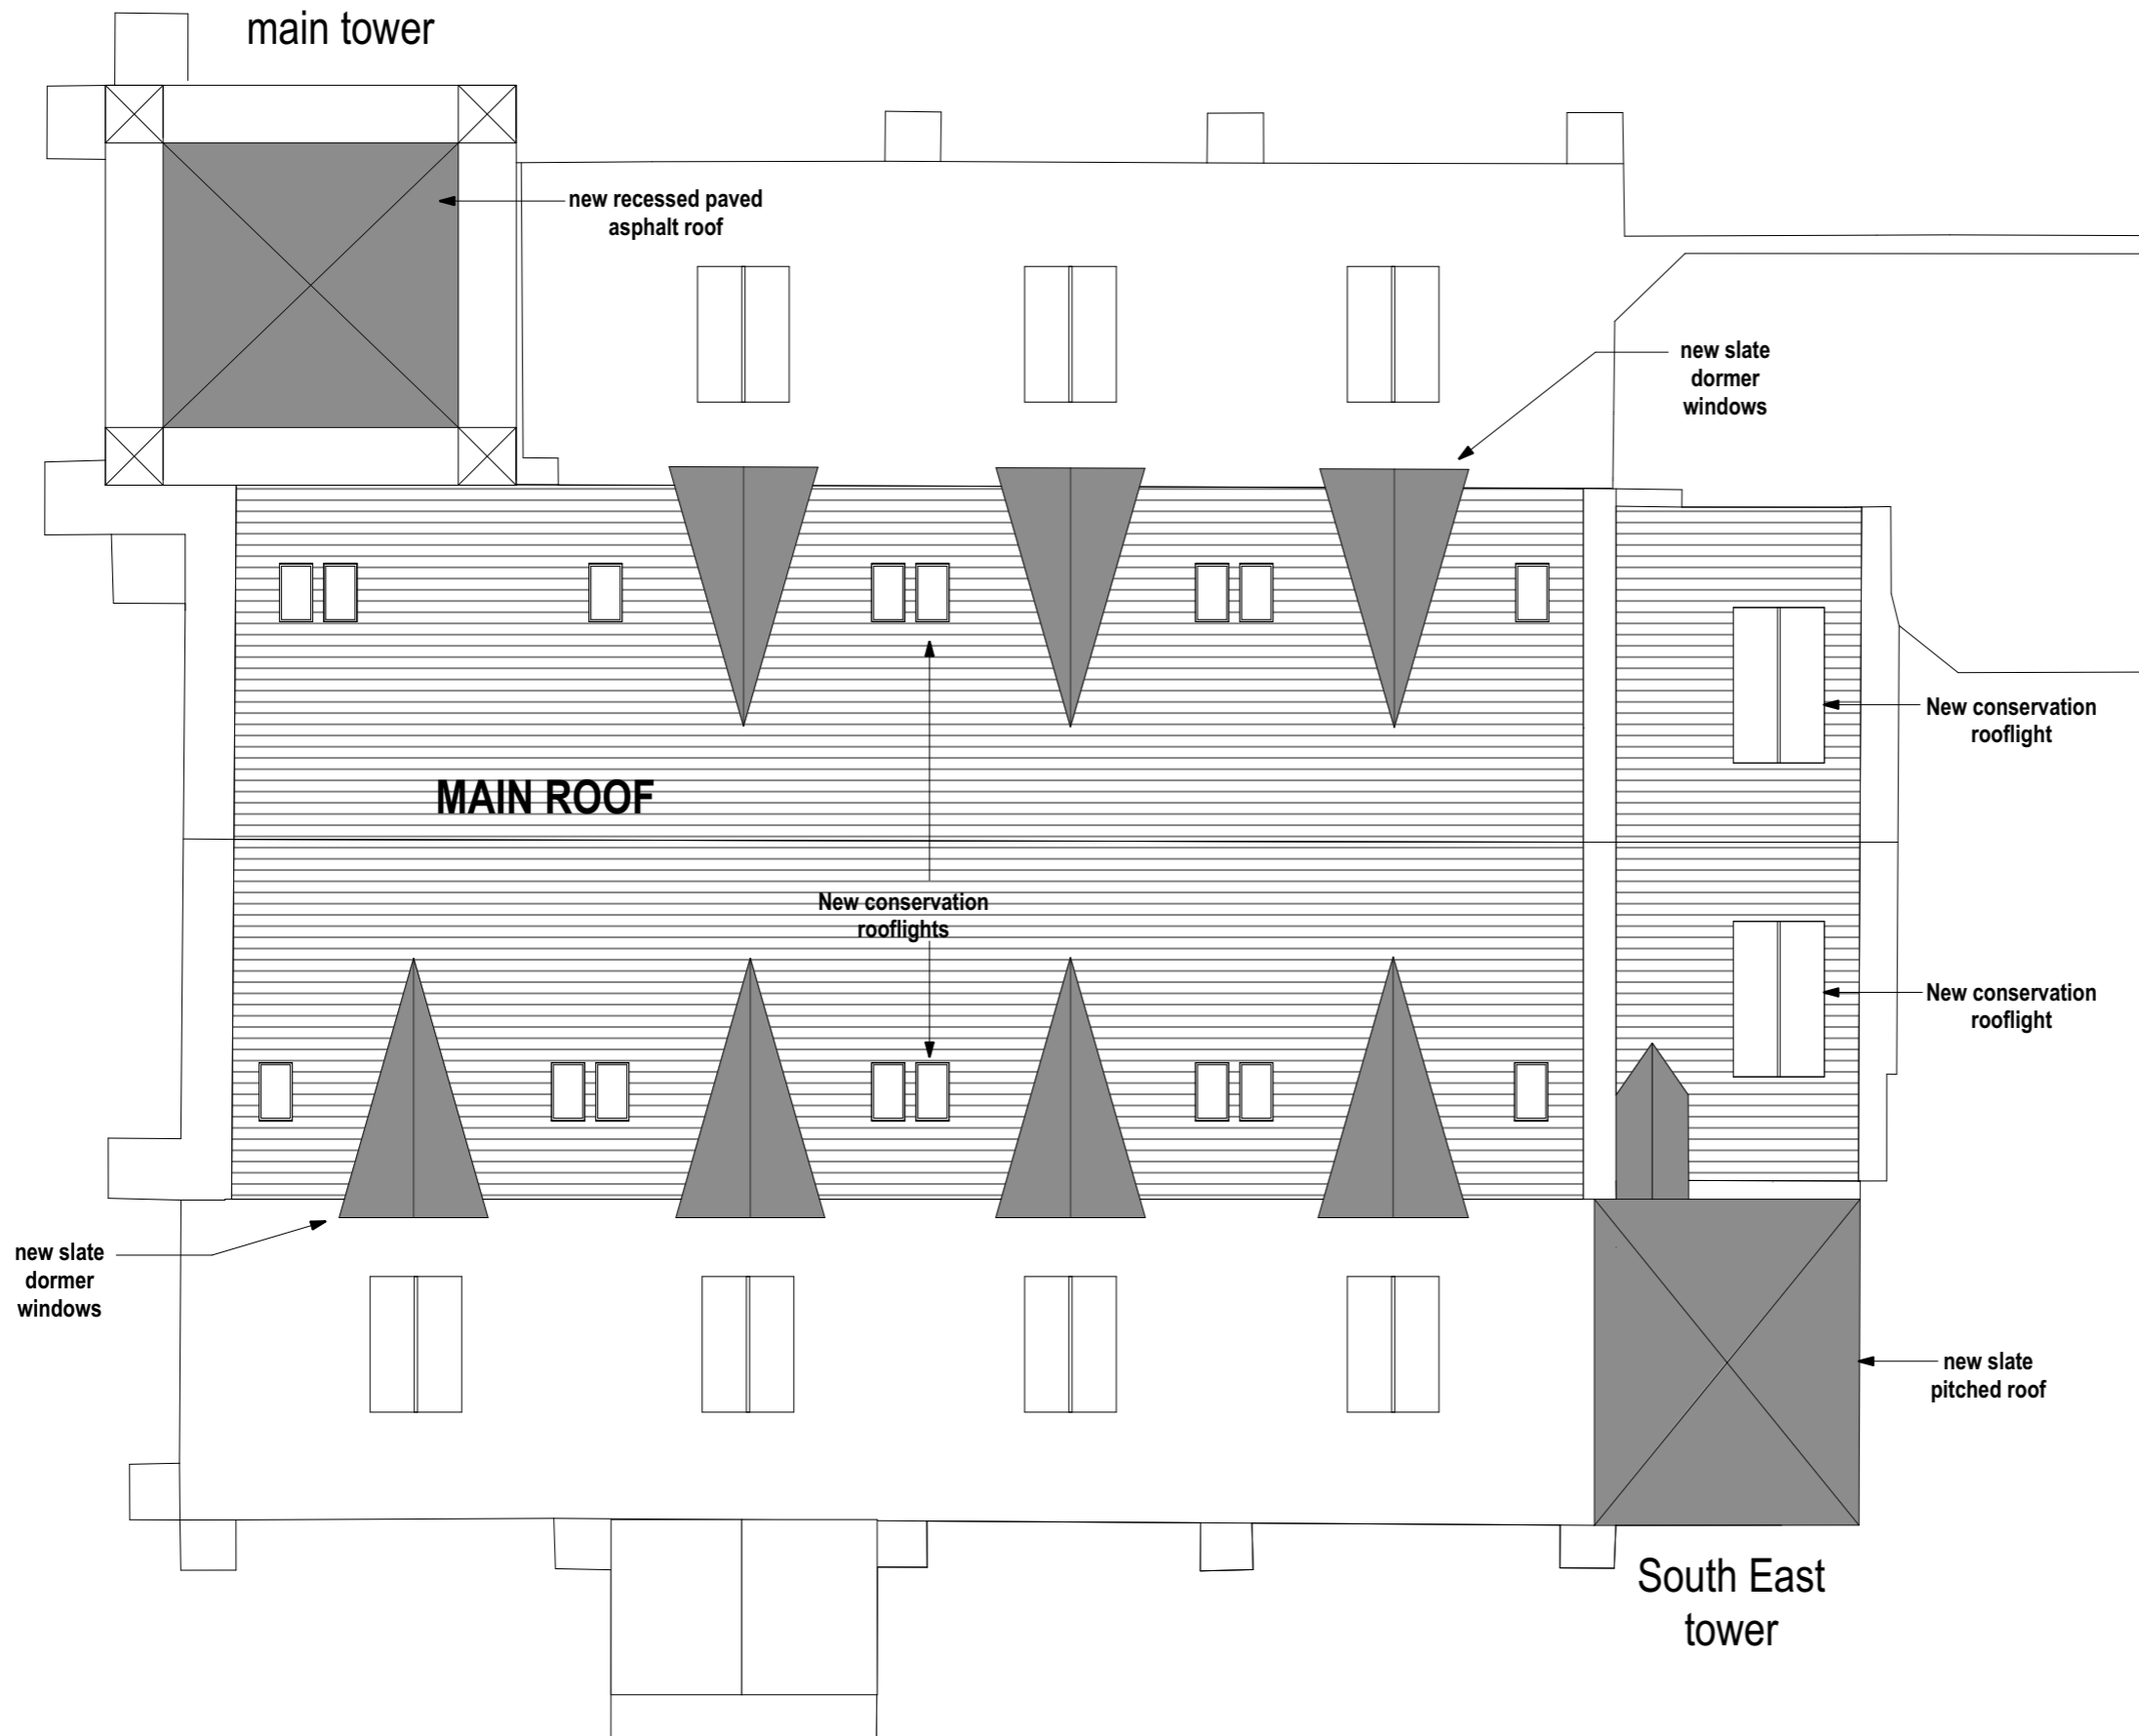 main tower
new recessed paved
asphalt roof
new slate
dormer
windows
New conservation
rooflight
MAIN ROOF
New conservation
rooflights
New conservation
rooflight
new slate
dormer
windows
new slate
pitched roof
South East
tower